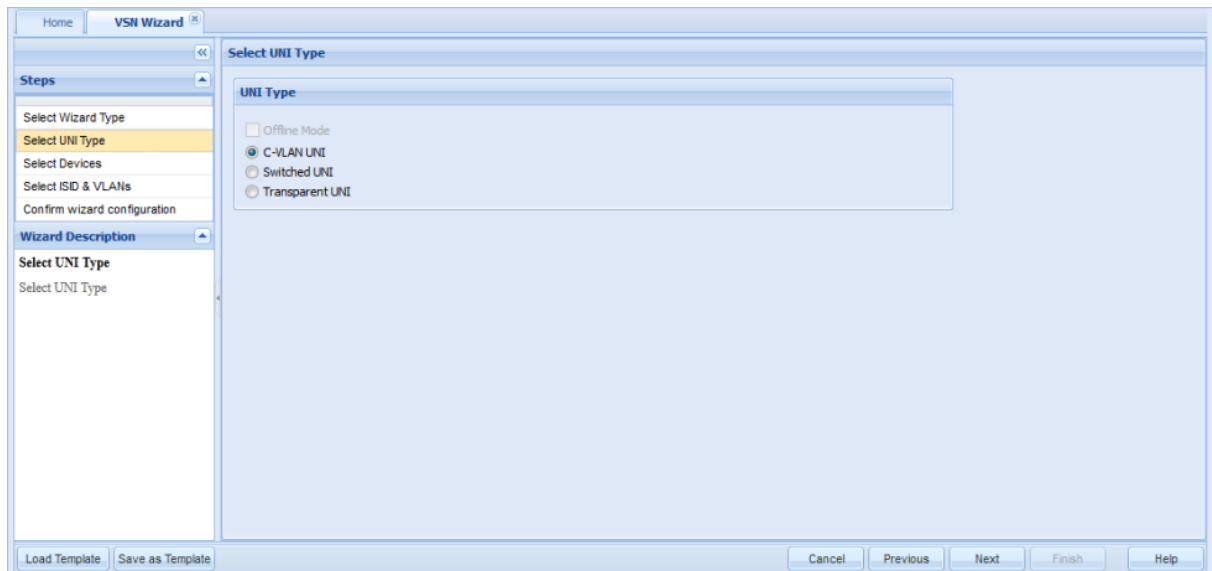 Home
VSN Wizard
Select UNI Type
Steps
Select Wizard Type
Select UNI Type
Select Devices
Select ISID & VLANs
Confirm wizard configuration
Wizard Description
Select UNI Type
Select UNI Type
UNI Type
Offline Mode
C-VLAN UNI
Switched UNI
Transparent UNI
Load Template
Save as Template
Cancel
Previous
Next
Finish
Help